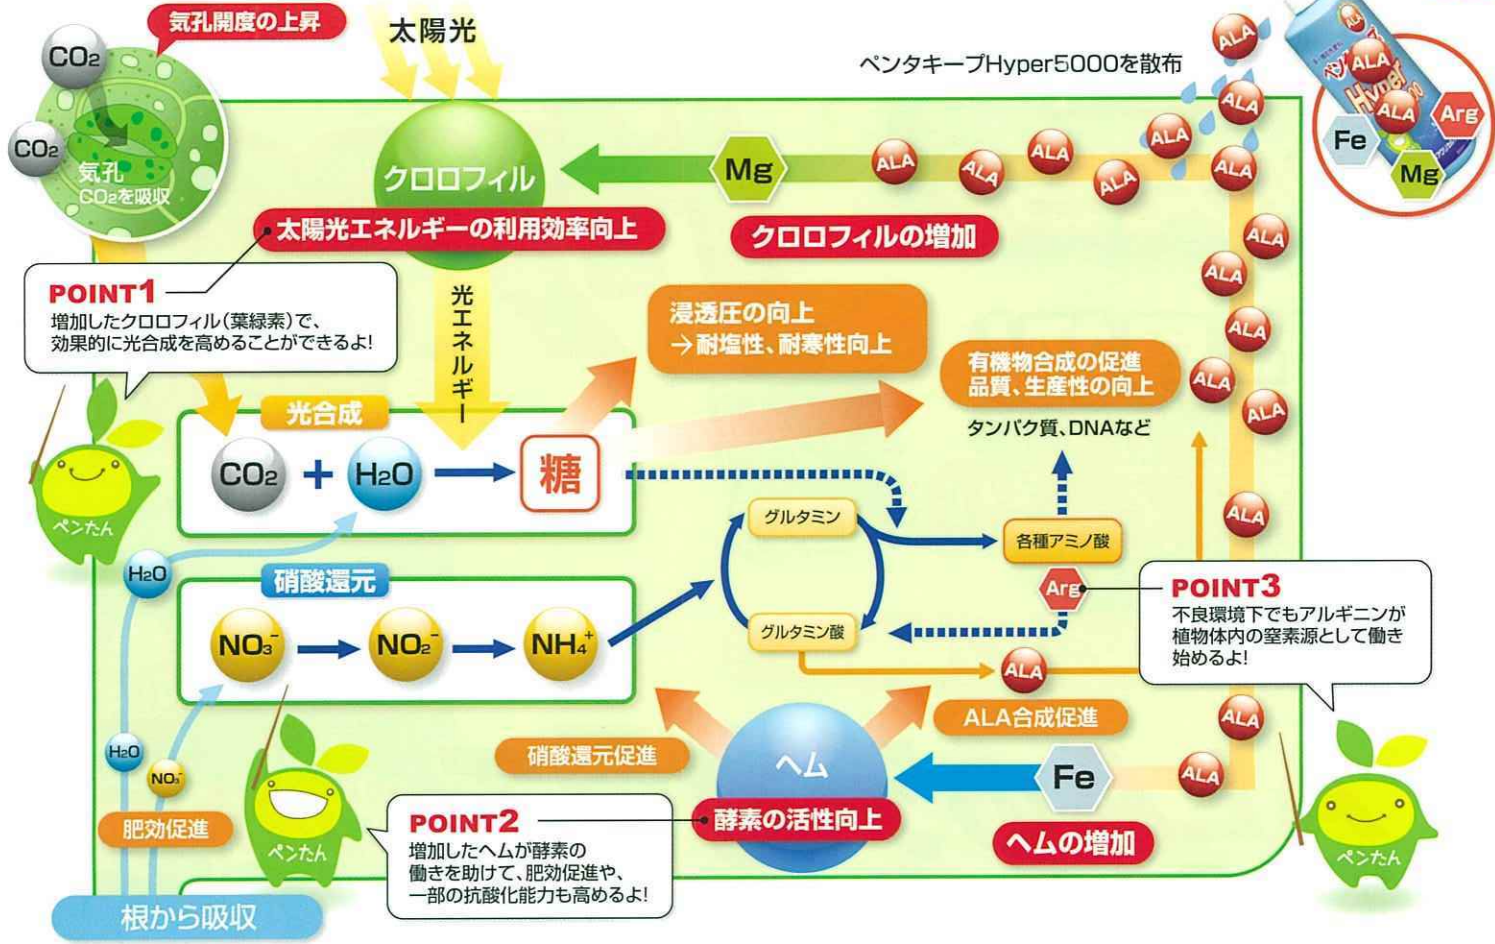 気孔開度の上昇
CO₂
CO₂
気孔
CO₂を吸収
太陽光
ペンタキープHyper5000を散布
ALA
ALA
ALA
ALA
ALA
ALA
ALA
ALA
ALA
Hyper
ALA
ALA
ALA
Fe
Arg
Mg
クロロフィル
Mg
太陽光エネルギーの利用効率向上
クロロフィルの増加
POINT1
増加したクロロフィル(葉緑素)で、
効果的に光合成を高めることができるよ!
光エネルギー
浸透圧の向上
→耐塩性、耐寒性向上
有機物合成の促進
品質、生産性の向上
タンパク質、DNAなど
ALA
ALA
ALA
ALA
ALA
ALA
光合成
CO₂ + H₂O
糖
ペンたん
グルタミン
各種アミノ酸
Arg
グルタミン酸
ALA
ALA合成促進
H₂O
硝酸還元
NO₃⁻
NO₂⁻
NH₄⁺
POINT3
不良環境下でもアルギニンが
植物体内の窒素源として働き
始めるよ!
ALA
ALA
Fe
ヘム
硝酸還元促進
酵素の活性向上
ヘムの増加
H₂O
NO₃⁻
肥効促進
ペンたん
POINT2
増加したヘムが酵素の
働きを助けて、肥効促進や、
一部の抗酸化能力も高めるよ!
ペンたん
根から吸収